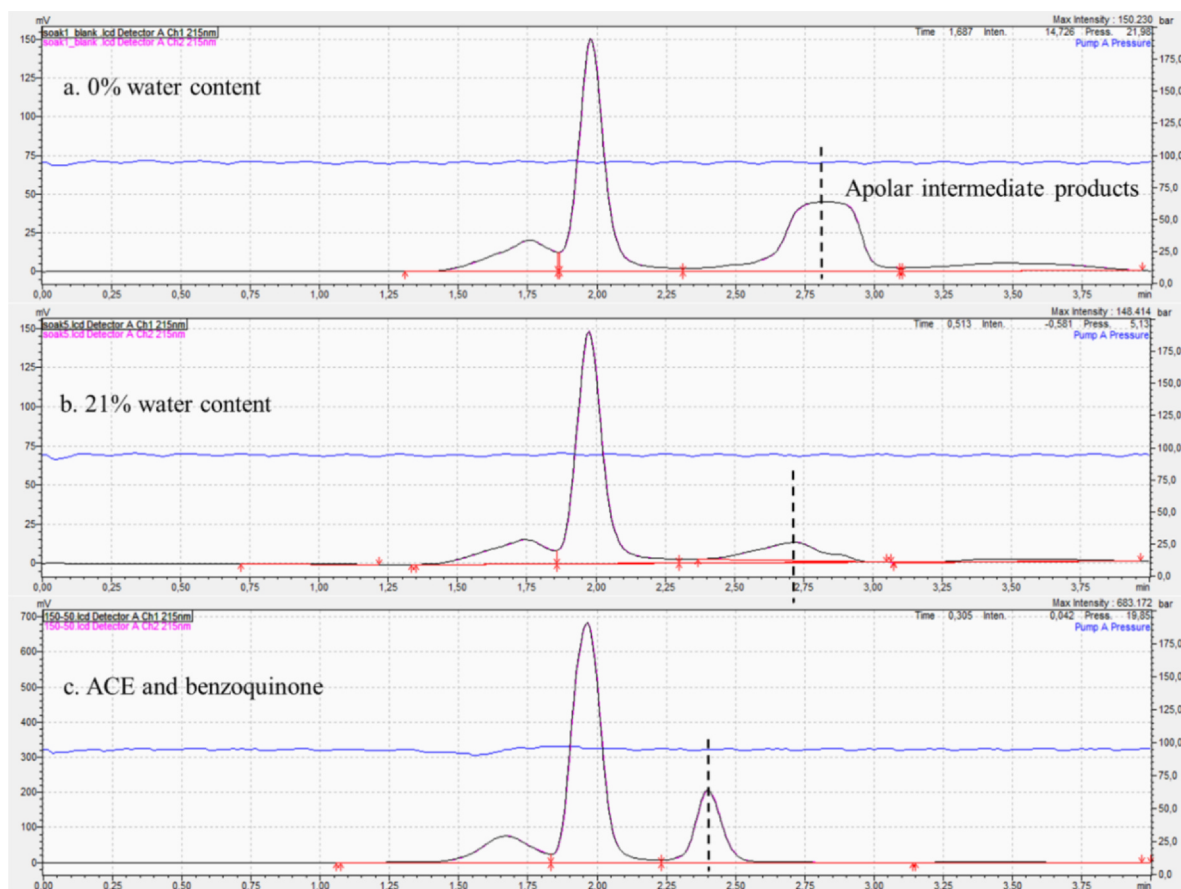 mV Max Intensity : 150.230 bar
soak1_blank .lcd Detector A Ch1 215nm Time 1,687 Inten. 14,726 Press. 21,98
soak1_blank .lcd Detector A Ch2 215nm Pump A Pressure
150
175,0
125
a. 0% water content
150,0
100
125,0
75
100,0
50
Apolar intermediate products
75,0
25
50,0
25,0
0
0,0
0,00 0,25 0,50 0,75 1,00 1,25 1,50 1,75 2,00 2,25 2,50 2,75 3,00 3,25 3,50 3,75 min
mV Max Intensity : 148.414 bar
soak5.lcd Detector A Ch1 215nm Time 0,513 Inten. -0,581 Press. 5,13
soak5.lcd Detector A Ch2 215nm Pump A Pressure
150
175,0
125
150,0
b. 21% water content
100
125,0
75
100,0
50
75,0
25
50,0
25,0
0
0,0
0,00 0,25 0,50 0,75 1,00 1,25 1,50 1,75 2,00 2,25 2,50 2,75 3,00 3,25 3,50 3,75 min
mV Max Intensity : 683.172 bar
150-50.lcd Detector A Ch1 215nm Time 0,305 Inten. 0,042 Press. 19,85
150-50.lcd Detector A Ch2 215nm Pump A Pressure
700
175,0
600
150,0
500
c. ACE and benzoquinone
125,0
400
100,0
300
75,0
200
50,0
100
25,0
0
0,0
0,00 0,25 0,50 0,75 1,00 1,25 1,50 1,75 2,00 2,25 2,50 2,75 3,00 3,25 3,50 3,75 min